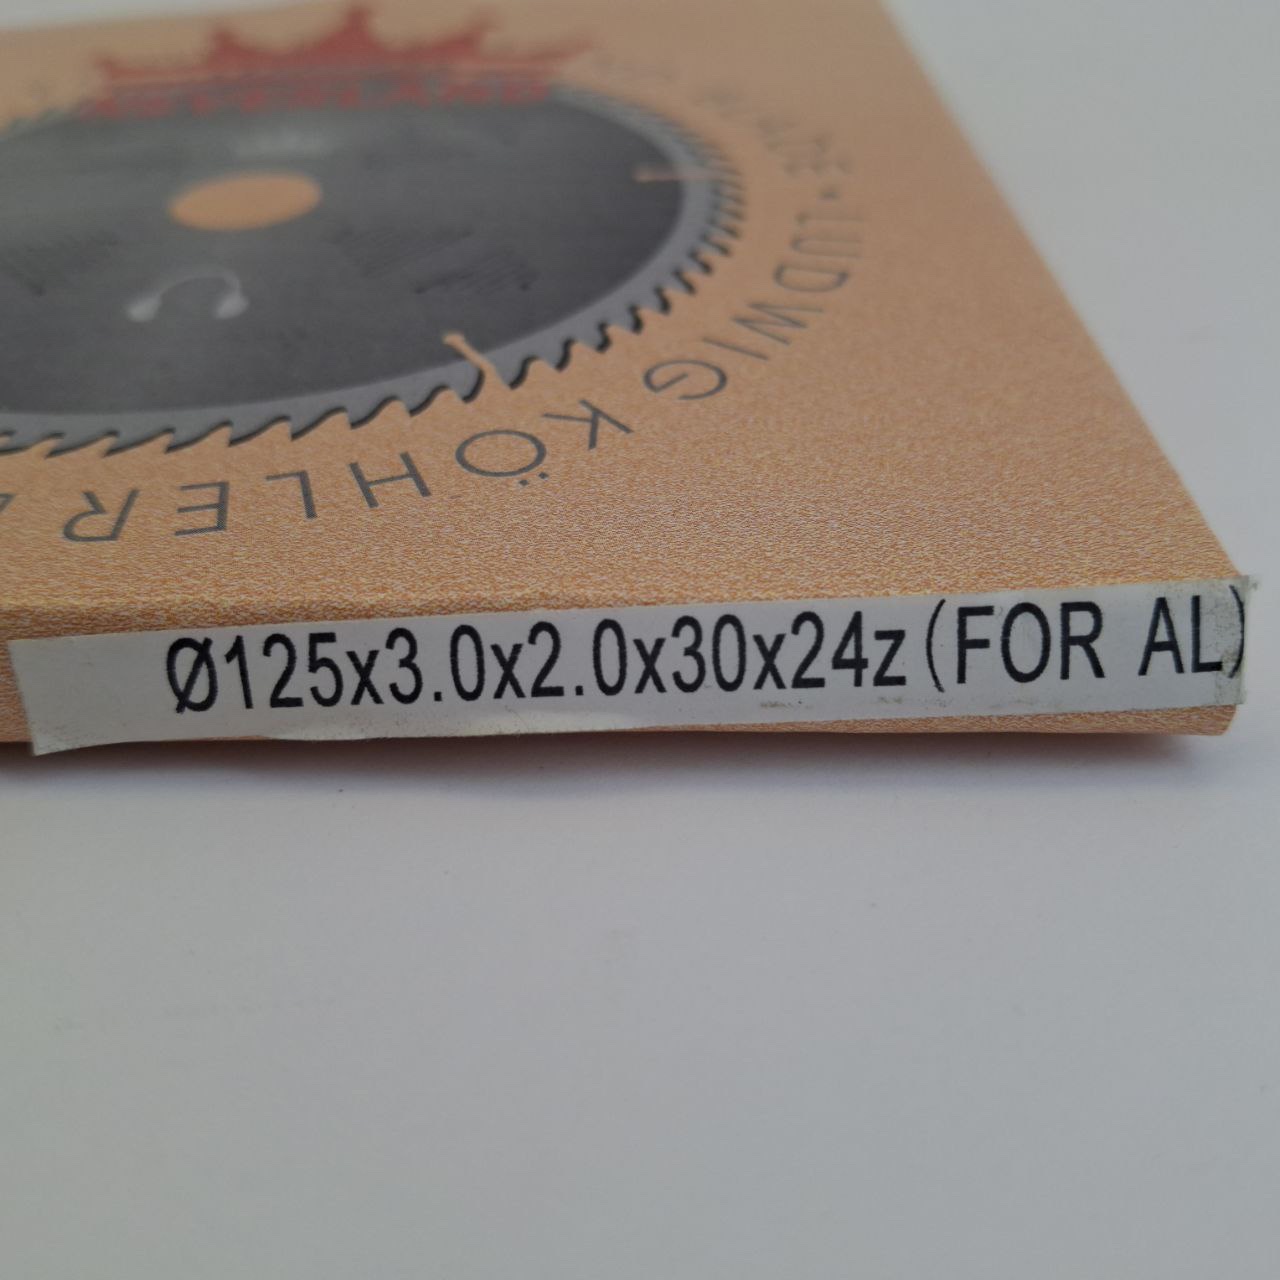 LUDWIG KÖHLER
Ø125x3.0x2.0x30x24z (FOR AL)